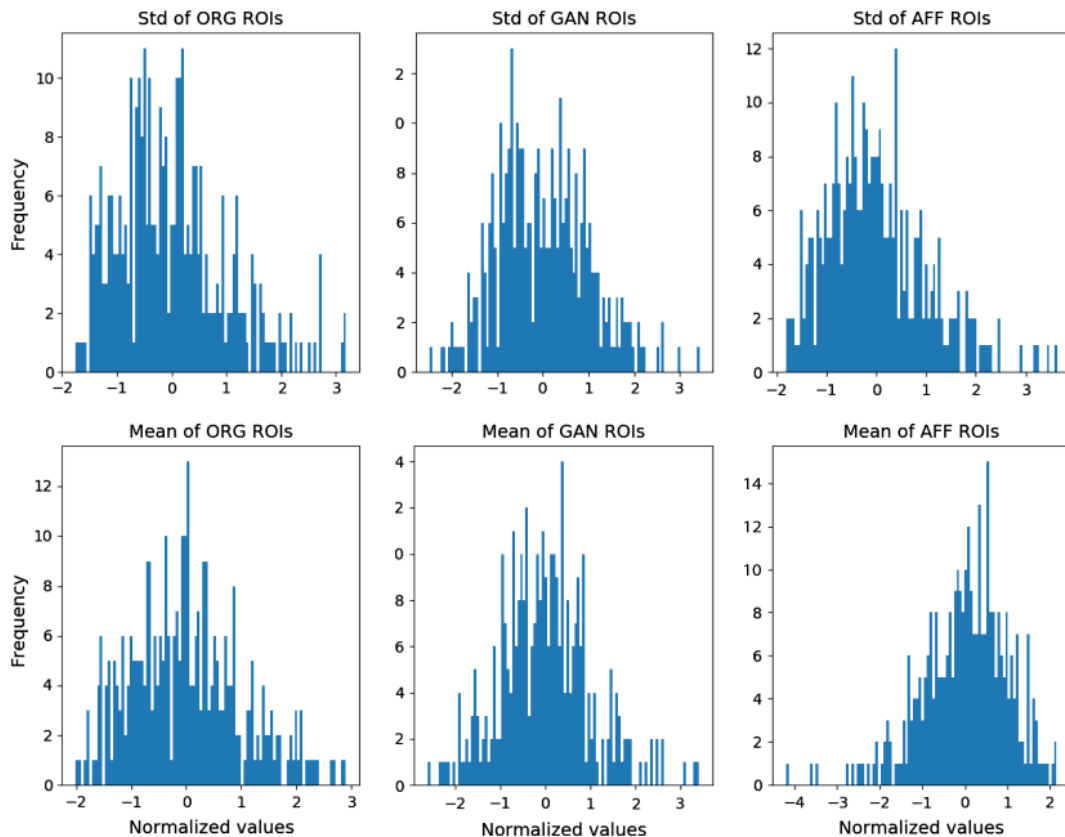 Std of ORG ROIs
Std of GAN ROIs
Std of AFF ROIs
Frequency
10
8
6
4
2
0
−2 −1 0 1 2 3
2
0
8
6
4
2
0
−2 −1 0 1 2 3
12
10
8
6
4
2
0
−2 −1 0 1 2 3
Mean of ORG ROIs
Mean of GAN ROIs
Mean of AFF ROIs
Frequency
12
10
8
6
4
2
0
−2 −1 0 1 2 3
Normalized values
4
2
0
8
6
4
2
0
−2 −1 0 1 2 3
Normalized values
14
12
10
8
6
4
2
0
−4 −3 −2 −1 0 1 2
Normalized values